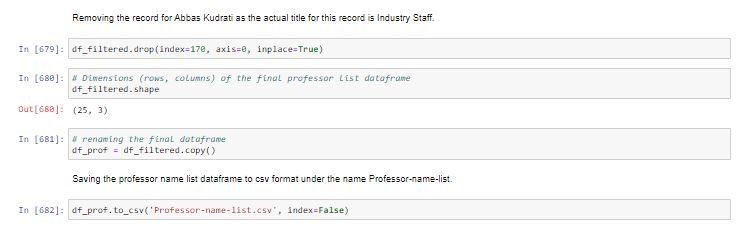 Removing the record for Abbas Kudrati as the actual title for this record is Industry Staff.
In [679]: df_filtered.drop(index=170, axis=0, inplace=True)
In [680]: # Dimensions (rows, columns) of the final professor list dataframe
df_filtered.shape
Out[680]: (25, 3)
In [681]: # renaming the final dataframe
df_prof = df_filtered.copy()
Saving the professor name list dataframe to csv format under the name Professor-name-list.
In [682]: df_prof.to_csv('Professor-name-list.csv', index=False)